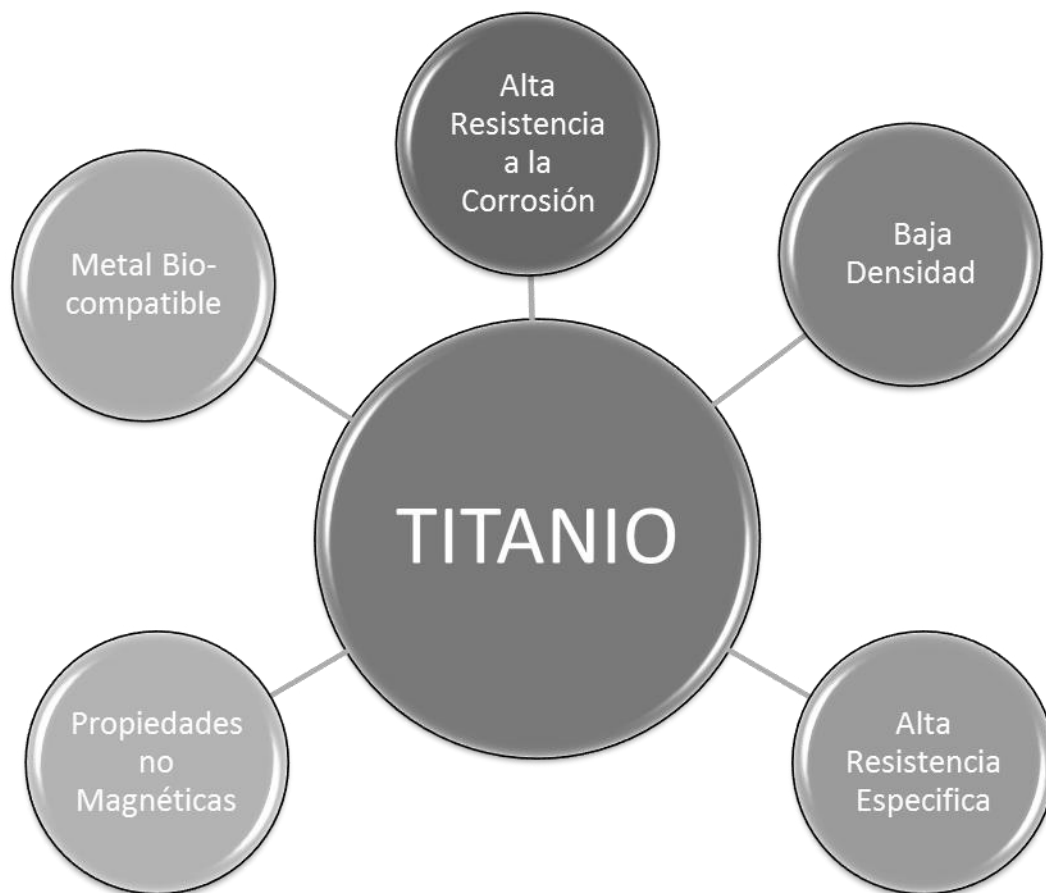 Alta
Resistencia
a la
Corrosión
Baja
Densidad
Metal Bio-
compatible
TITANIO
Propiedades
no
Magnéticas
Alta
Resistencia
Especifica